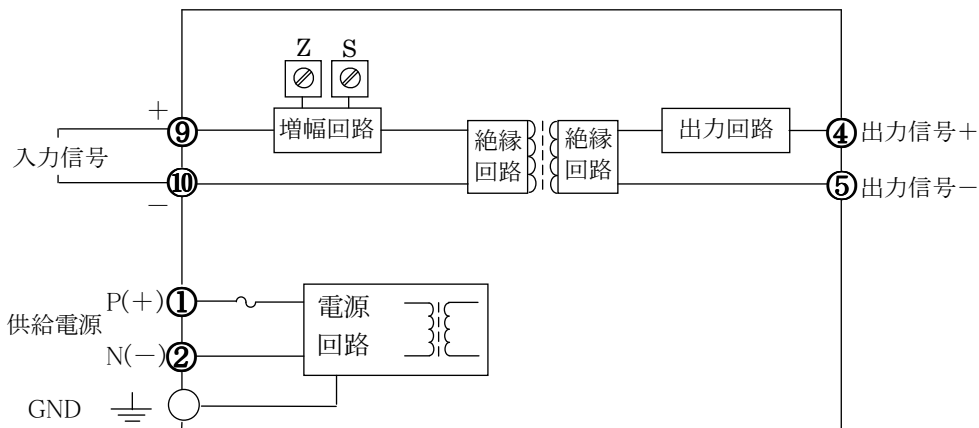 Z
S
+
⑨
増幅回路
絶縁
回路
絶縁
回路
出力回路
④
出力信号+
入力信号
⑩
−
⑤
出力信号−
P(+)
①
電源
回路
供給電源
N(−)
②
GND